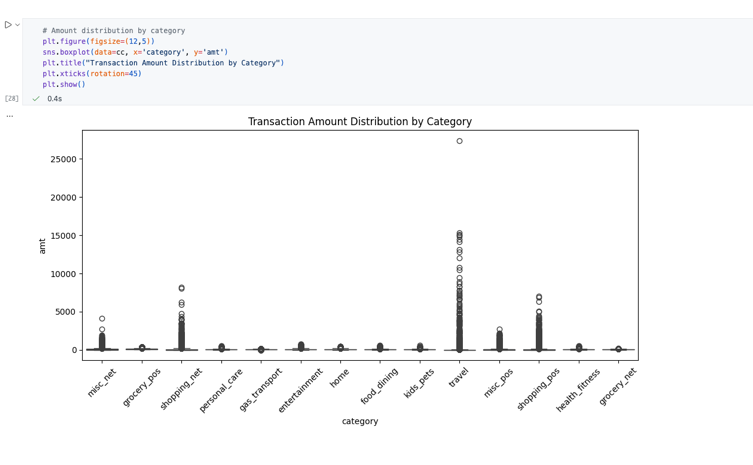 # Amount distribution by category
plt.figure(figsize=(12,5))
sns.boxplot(data=cc, x='category', y='amt')
plt.title("Transaction Amount Distribution by Category")
plt.xticks(rotation=45)
plt.show()
[28]
0.4s
...
Transaction Amount Distribution by Category
25000
20000
15000
10000
5000
0
amt
misc_net
grocery_pos
shopping_net
personal_care
gas_transport
entertainment
home
food_dining
kids_pets
travel
misc_pos
shopping_pos
health_fitness
grocery_net
category